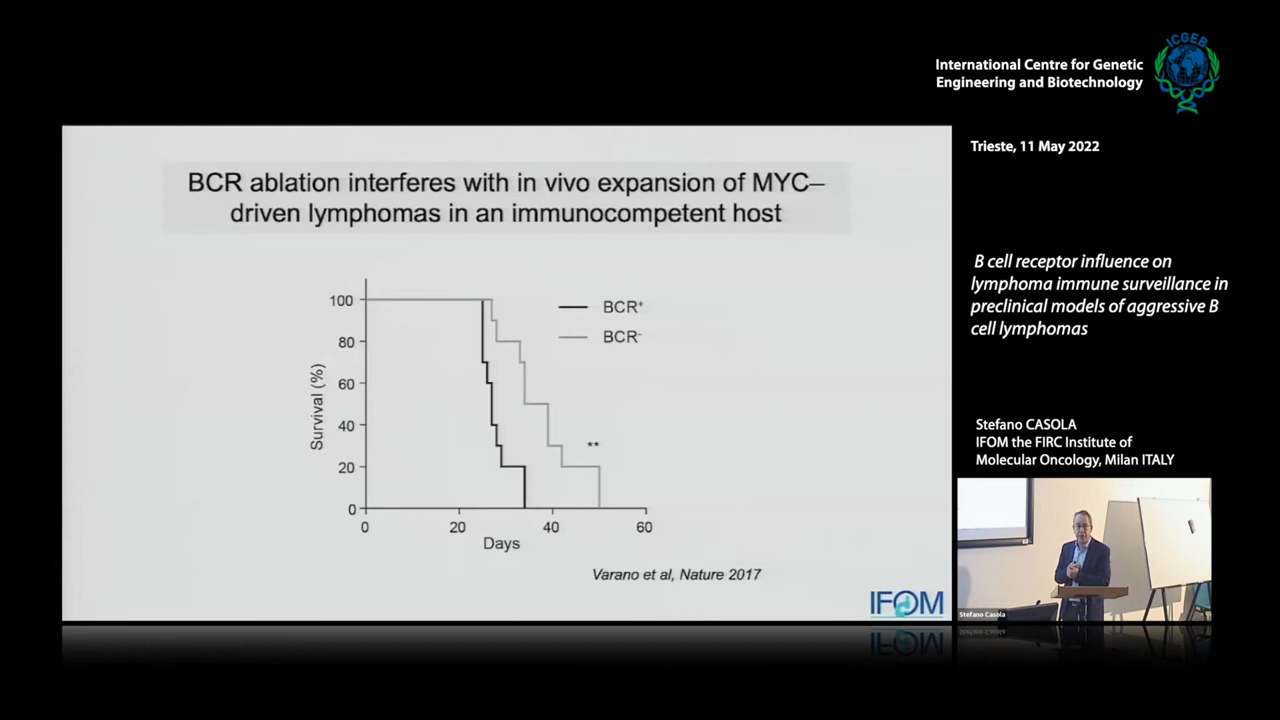 ICGEB
International Centre for Genetic
Engineering and Biotechnology
Trieste, 11 May 2022
BCR ablation interferes with in vivo expansion of MYC–
driven lymphomas in an immunocompetent host
100
80
60
40
20
0
Survival (%)
0 20 40 60
Days
BCR+
BCR-
**
Varano et al, Nature 2017
IFOM
B cell receptor influence on
lymphoma immune surveillance in
preclinical models of aggressive B
cell lymphomas
Stefano CASOLA
IFOM the FIRC Institute of
Molecular Oncology, Milan ITALY
Stefano Casola